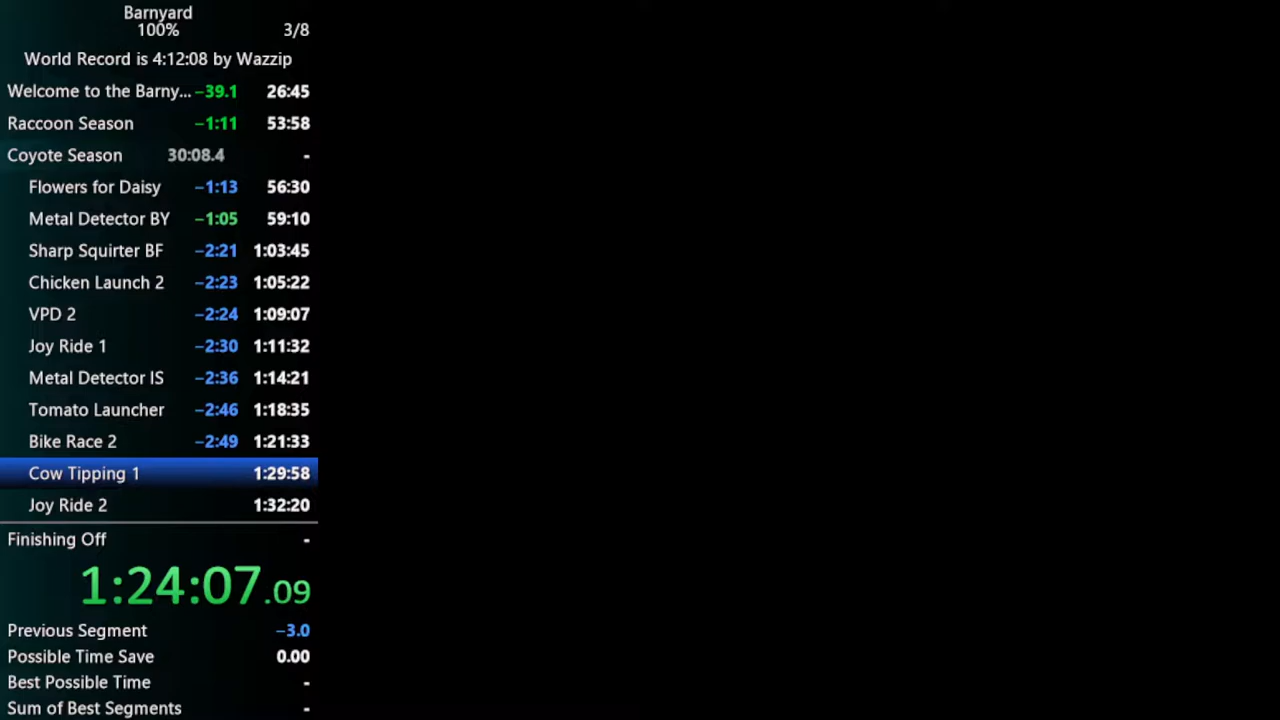 Barnyard
100% 3/8
World Record is 4:12:08 by Wazzip
Welcome to the Barny... −39.1 26:45
Raccoon Season −1:11 53:58
Coyote Season 30:08.4 -
Flowers for Daisy −1:13 56:30
Metal Detector BY −1:05 59:10
Sharp Squirter BF −2:21 1:03:45
Chicken Launch 2 −2:23 1:05:22
VPD 2 −2:24 1:09:07
Joy Ride 1 −2:30 1:11:32
Metal Detector IS −2:36 1:14:21
Tomato Launcher −2:46 1:18:35
Bike Race 2 −2:49 1:21:33
Cow Tipping 1 1:29:58
Joy Ride 2 1:32:20
Finishing Off -
1:24:07.09
Previous Segment −3.0
Possible Time Save 0.00
Best Possible Time -
Sum of Best Segments -